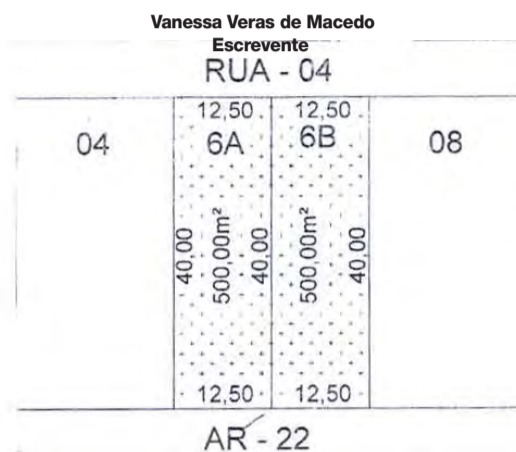 Vanessa Veras de Macedo
Escrevente
RUA - 04
12,50 12,50
04 6A 6B 08
40,00 500,00m² 40,00 500,00m² 40,00
12,50 12,50
AR - 22